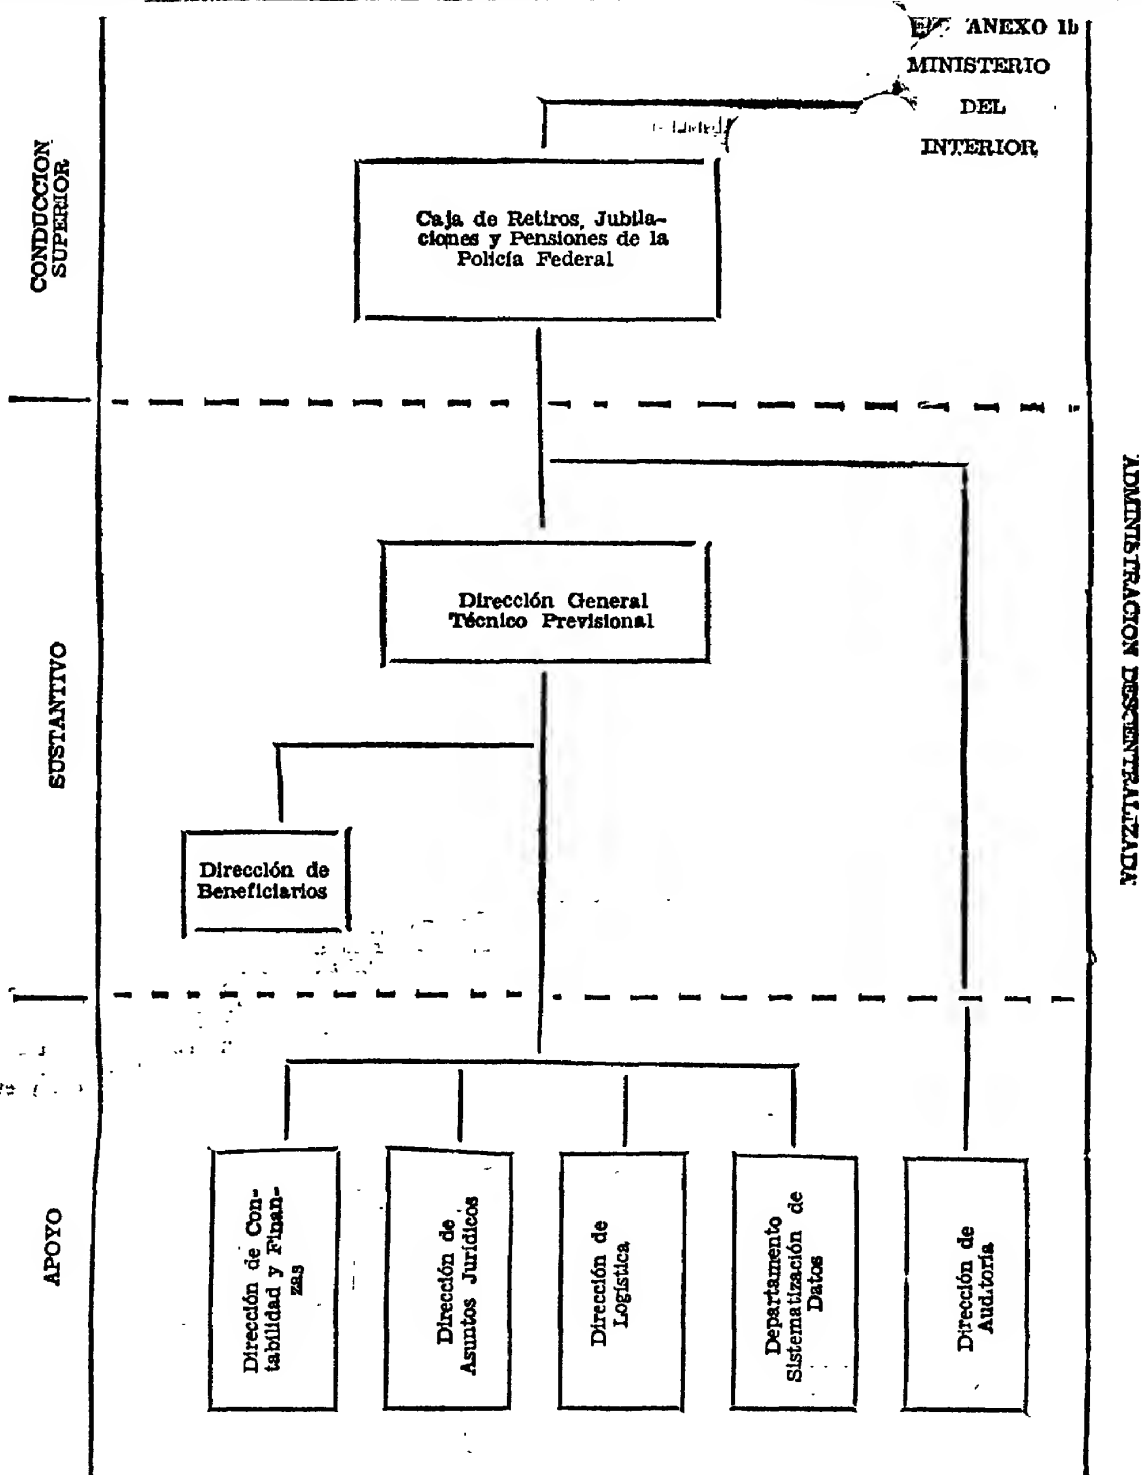 ANEXO 1b
MINISTERIO
DEL
INTERIOR
CONDUCCION
SUPERIOR
Caja de Retiros, Jubila-
ciones y Pensiones de la
Policía Federal
ADMINISTRACION DESCENTRALIZADA
SUSTANTIVO
Dirección General
Técnico Previsional
Dirección de
Beneficiarios
APOYO
Dirección de Con-
tabilidad y Finan-
zas
Dirección de
Asuntos Jurídicos
Dirección de
Logística
Departamento
Sistematización de
Datos
Dirección de
Auditoría